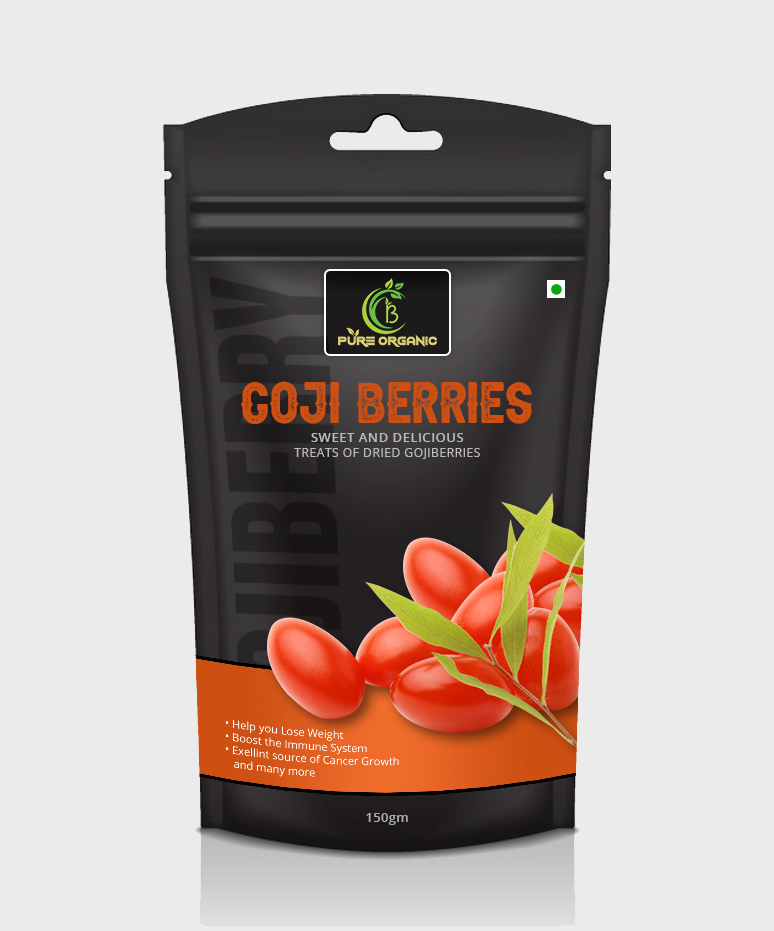 B
PURE ORGANIC
GOJI BERRIES
SWEET AND DELICIOUS
TREATS OF DRIED GOJIBERRIES
GOJIBERRY
• Help you Lose Weight
• Boost the Immune System
• Exellint source of Cancer Growth
and many more
150gm